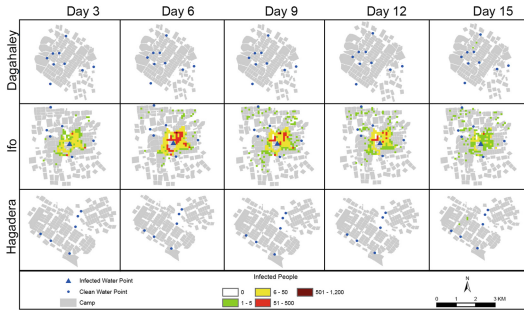 Day 3 Day 6 Day 9 Day 12 Day 15
Dagahaley
Ifo
Hagadera
Infected Water Point
Clean Water Point
Camp
Infected People
0 6 - 50 501 - 1,200
1 - 5 51 - 500
N
0 1 2 3 KM